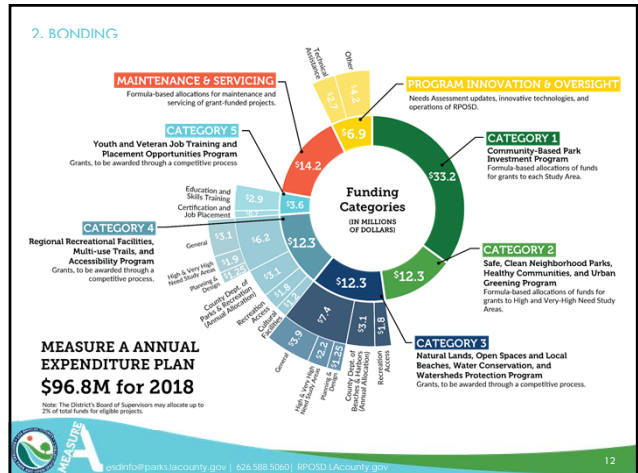 2. BONDING
Technical
Assistance
Other
$2.7
$4.2
MAINTENANCE & SERVICING
Formula-based allocations for maintenance and
servicing of grant-funded projects.
PROGRAM INNOVATION & OVERSIGHT
Needs Assessment updates, innovative technologies, and
operations of RPOSD.
$6.9
$14.2
CATEGORY 5
Youth and Veteran Job Training and
Placement Opportunities Program
Grants, to be awarded through a competitive process
CATEGORY 1
Community-Based Park
Investment Program
Formula-based allocations of funds
for grants to each Study Area.
$33.2
Education and
Skills Training
$2.9
Certification and
Job Placement
$0.7
$3.6
Funding
Categories
(IN MILLIONS
OF DOLLARS)
CATEGORY 4
Regional Recreational Facilities,
Multi-use Trails, and
Accessibility Program
Grants, to be awarded through a
competitive process.
General
$3.1
$6.2
$12.3
High & Very High
Need Study Areas
$1.9
Planning &
Design
$1.25
County Dept. of
Parks & Recreation
(Annual Allocation)
$3.1
Recreation
Access
$1.8
Cultural
Facilities
$1.2
CATEGORY 2
Safe, Clean Neighborhood Parks,
Healthy Communities, and Urban
Greening Program
Formula-based allocations of funds for
grants to High and Very-High Need Study
Areas.
$12.3
$12.3
$7.4
General
$3.9
High & Very High
Need Study Areas
$2.2
Planning &
Design
$1.25
County Dept. of
Beaches & Harbors
(Annual Allocation)
$3.1
Recreation
Access
$1.8
CATEGORY 3
Natural Lands, Open Spaces and Local
Beaches, Water Conservation, and
Watersheds Protection Program
Grants, to be awarded through a competitive process.
MEASURE A ANNUAL
EXPENDITURE PLAN
$96.8M for 2018
Note: The District's Board of Supervisors may allocate up to
2% of total funds for eligible projects.
MEASURE A
osdinfo@parks.lacounty.gov | 626.588.5060| RPOSD.LAcounty.gov
12